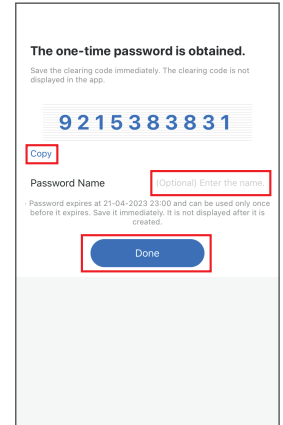 The one-time password is obtained.
Save the clearing code immediately. The clearing code is not
displayed in the app.
9215383831
Copy
Password Name
(Optional) Enter the name.
· Password expires at 21-04-2023 23:00 and can be used only once
before it expires. Save it immediately. It is not displayed after it is
created.
Done